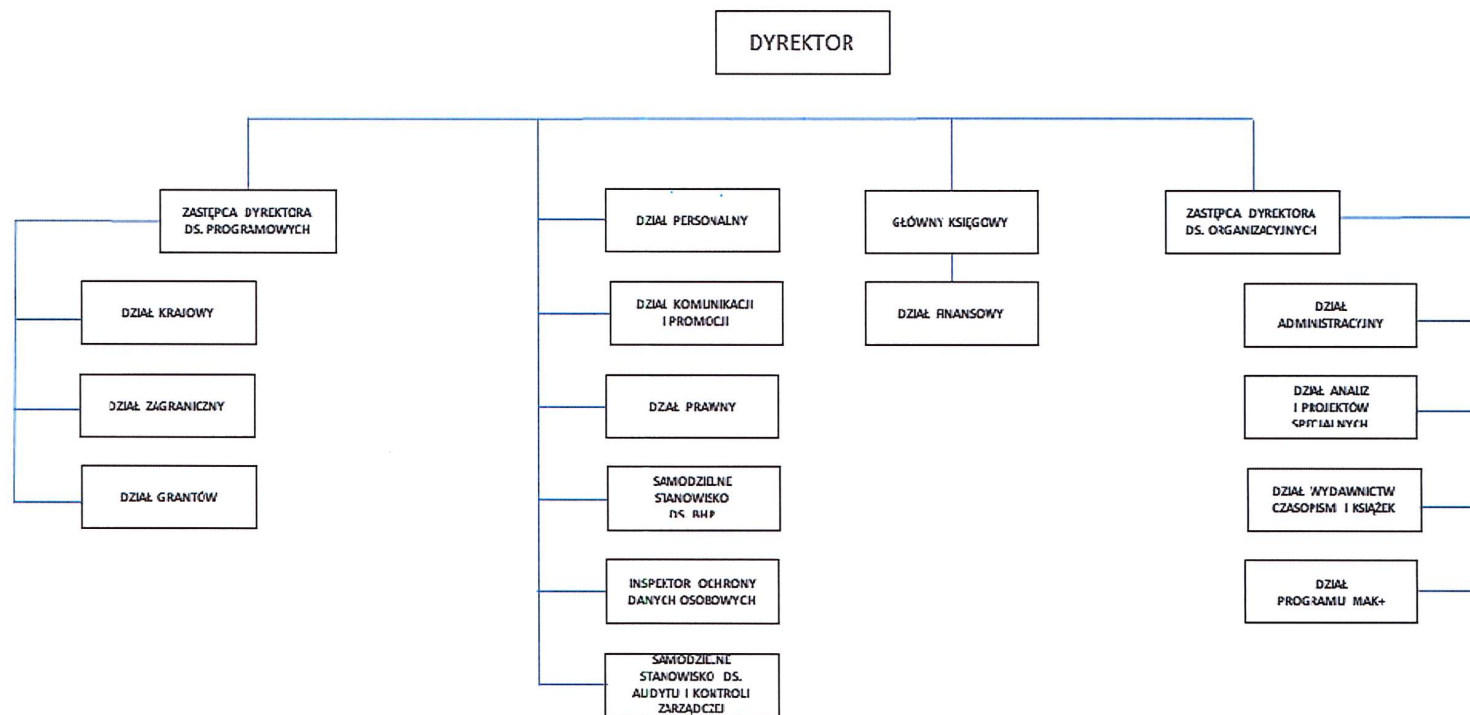 DYREKTOR
ZASTĘPCA DYREKTORA
DS. PROGRAMOWYCH
DZIAŁ KRAJOWY
DZIAŁ ZAGRANICZNY
DZIAŁ GRANTÓW
DZIAŁ PERSONALNY
DZIAŁ KOMUNIKACJI
I PROMOCJI
DZAŁ PRAWNY
SAMODZIELNE
STANOWISKO
DS. BHP
INSPEKTOR OCHRONY
DANYCH OSOBOWYCH
SAMODZIELNE
STANOWISKO DS.
AUDYTU I KONTROLI
ZARZĄDCZEJ
GŁÓWNY KSIĘGOWY
DZIAŁ FINANSOWY
ZASTĘPCA DYREKTORA
DS. ORGANIZACYJNYCH
DZIAŁ
ADMINISTRACYJNY
DZIAŁ ANALIZ
I PROJEKTÓW
SPECJALNYCH
DZIAŁ WYDAWNICTW
CZASOPISM I KSIĄŻEK
DZIAŁ
PROGRAMU MAK+